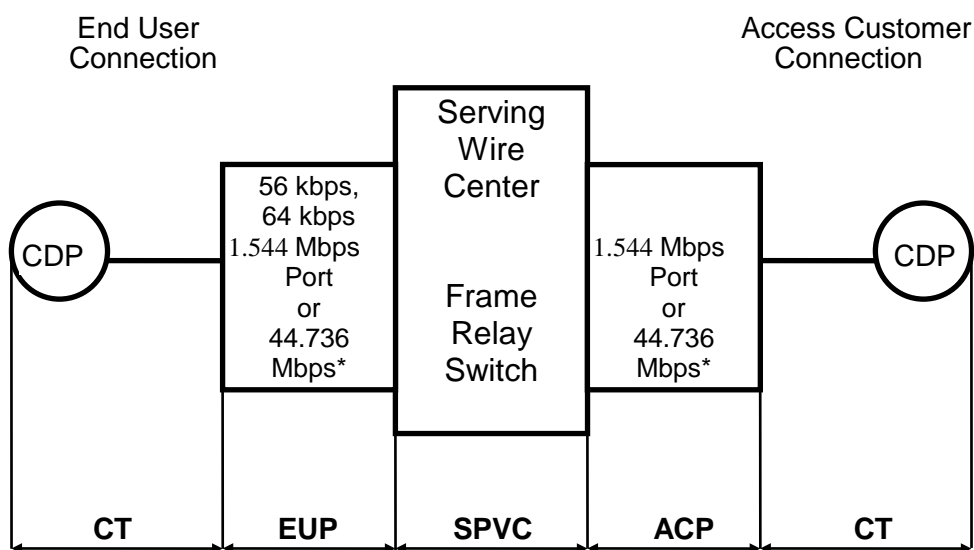 End User
Connection
Access Customer
Connection
Serving
Wire
Center
Frame
Relay
Switch
56 kbps,
64 kbps
1.544 Mbps
Port
or
44.736
Mbps*
1.544 Mbps
Port
or
44.736
Mbps*
CDP
CDP
CT
EUP
SPVC
ACP
CT